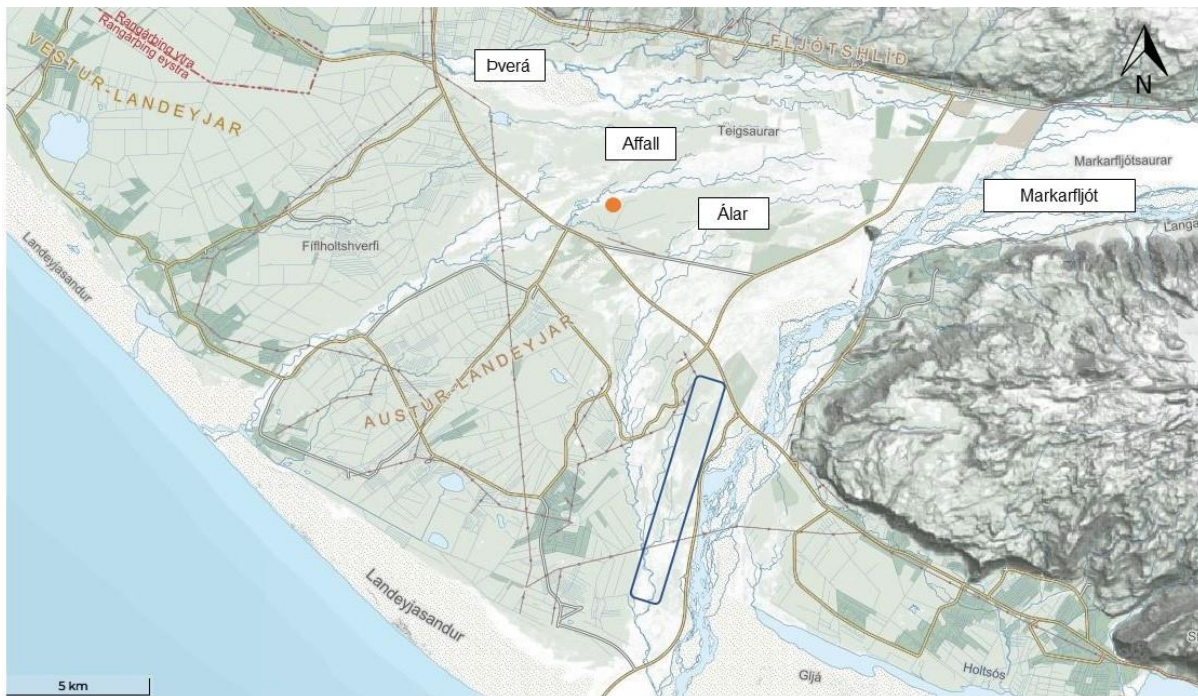 FLJÓTSHLÍÐ
N
Rangárþing ytra
Rangárþing eystra
VESTUR-LANDEYJAR
Þverá
Teigsaurar
Affall
Markarfljótsaurar
Markarfljót
Álar
Fíflholtshverfi
Landeyjasandur
AUSTUR-LANDEYJAR
Landeyjasandur
Gljá
Holtsós
5 km